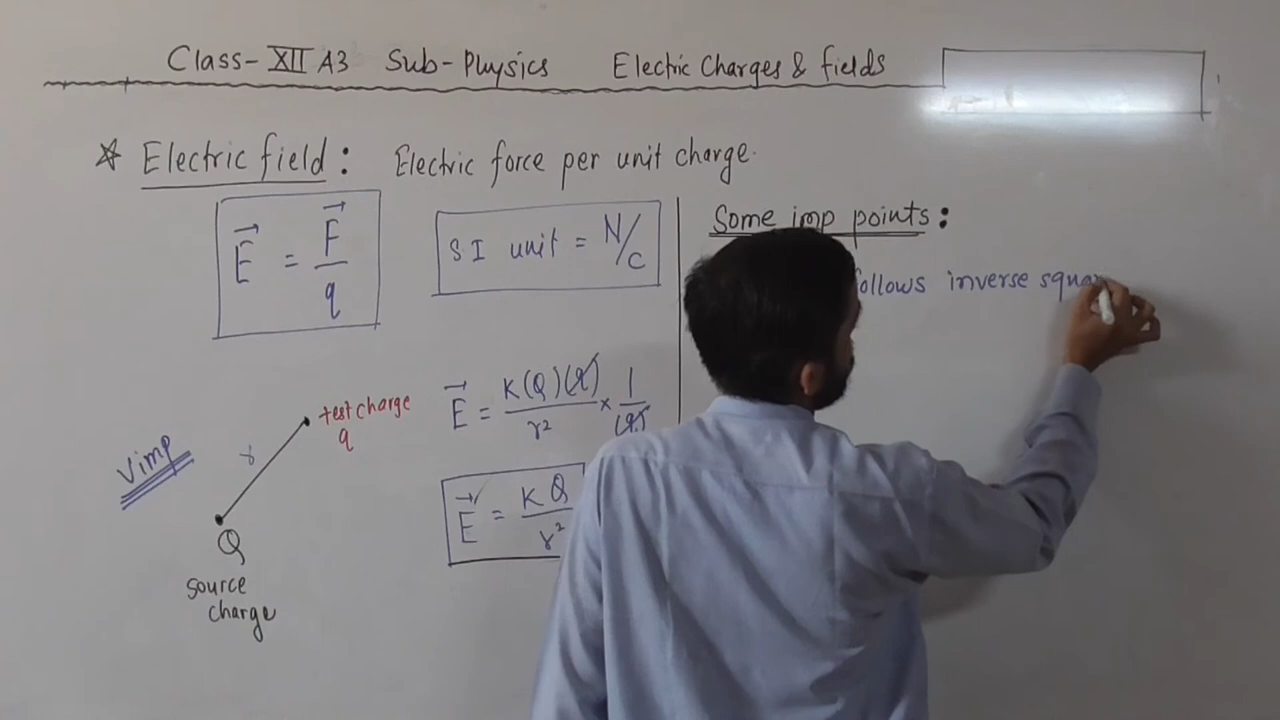 Class-XII A3 Sub-Physics Electric Charges & fields
☆ Electric field: Electric force per unit charge.
E⃗ = F⃗/q
SI unit = N/C
Vimp
r
test charge
q
Q
source
charge
E⃗ = K(Q)(q)/r² × 1/(q)
E⃗ = KQ/r²
Some imp points:
follows inverse